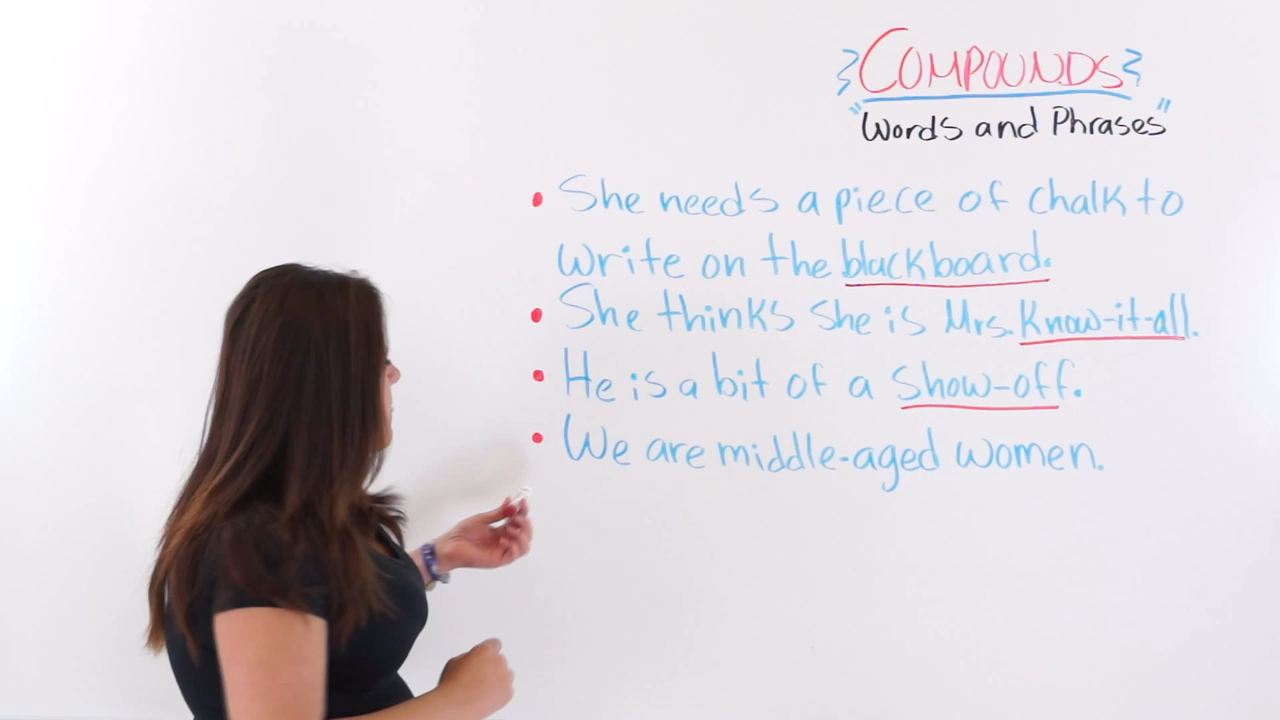 COMPOUNDS
"Words and Phrases"
• She needs a piece of chalk to
write on the blackboard.
• She thinks she is Mrs. Know-it-all.
• He is a bit of a show-off.
• We are middle-aged women.